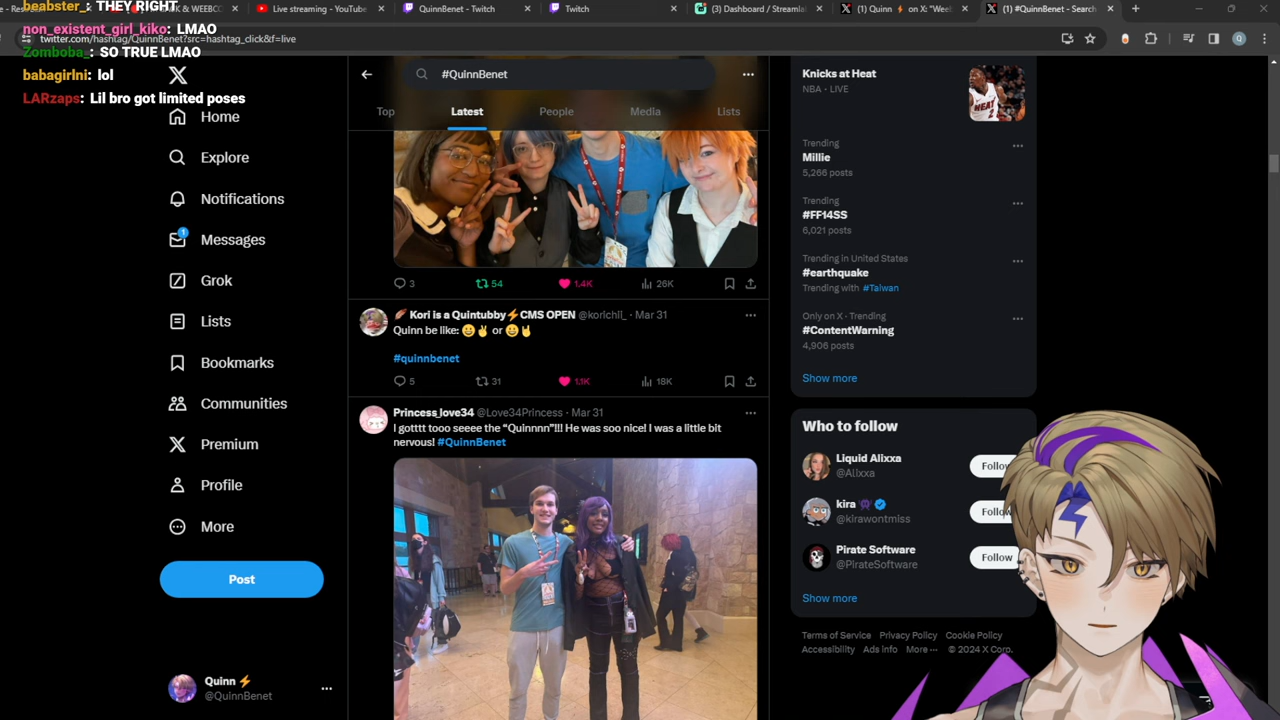 beabster_: THEY RIGHT
non_existent_girl_kiko: LMAO
Zomboba_: SO TRUE LMAO
babagirlni: lol
LARzaps: Lil bro got limited poses
Live streaming - YouTube
QuinnBenet - Twitch
Twitch
(3) Dashboard / Streamlab
(1) Quinn ⚡ on X: "Web
(1) #QuinnBenet - Search
twitter.com/hashtag/QuinnBenet?src=hashtag_click&f=live
Home
Explore
Notifications
1
Messages
Grok
Lists
Bookmarks
Communities
Premium
Profile
More
Post
Quinn ⚡
@QuinnBenet
#QuinnBenet
Top
Latest
People
Media
Lists
3
54
1.4K
26K
Kori is a Quintubby⚡CMS OPEN @korichll_ · Mar 31
Quinn be like: 😀✌ or 😀🤘
#quinnbenet
5
31
1.1K
18K
Princess_love34 @Love34Princess · Mar 31
I gotttt tooo seeee the “Quinnnn”!!! He was soo nice! I was a little bit
nervous! #QuinnBenet
Knicks at Heat
NBA · LIVE
HEAT
Trending
Millie
5,266 posts
Trending
#FF14SS
6,021 posts
Trending in United States
#earthquake
Trending with #Taiwan
Only on X · Trending
#ContentWarning
4,906 posts
Show more
Who to follow
Liquid Alixxa
@Alixxa
Follow
kira
@kirawontmiss
Follow
Pirate Software
@PirateSoftware
Follow
Show more
Terms of Service Privacy Policy Cookie Policy
Accessibility Ads info More ··· © 2024 X Corp.